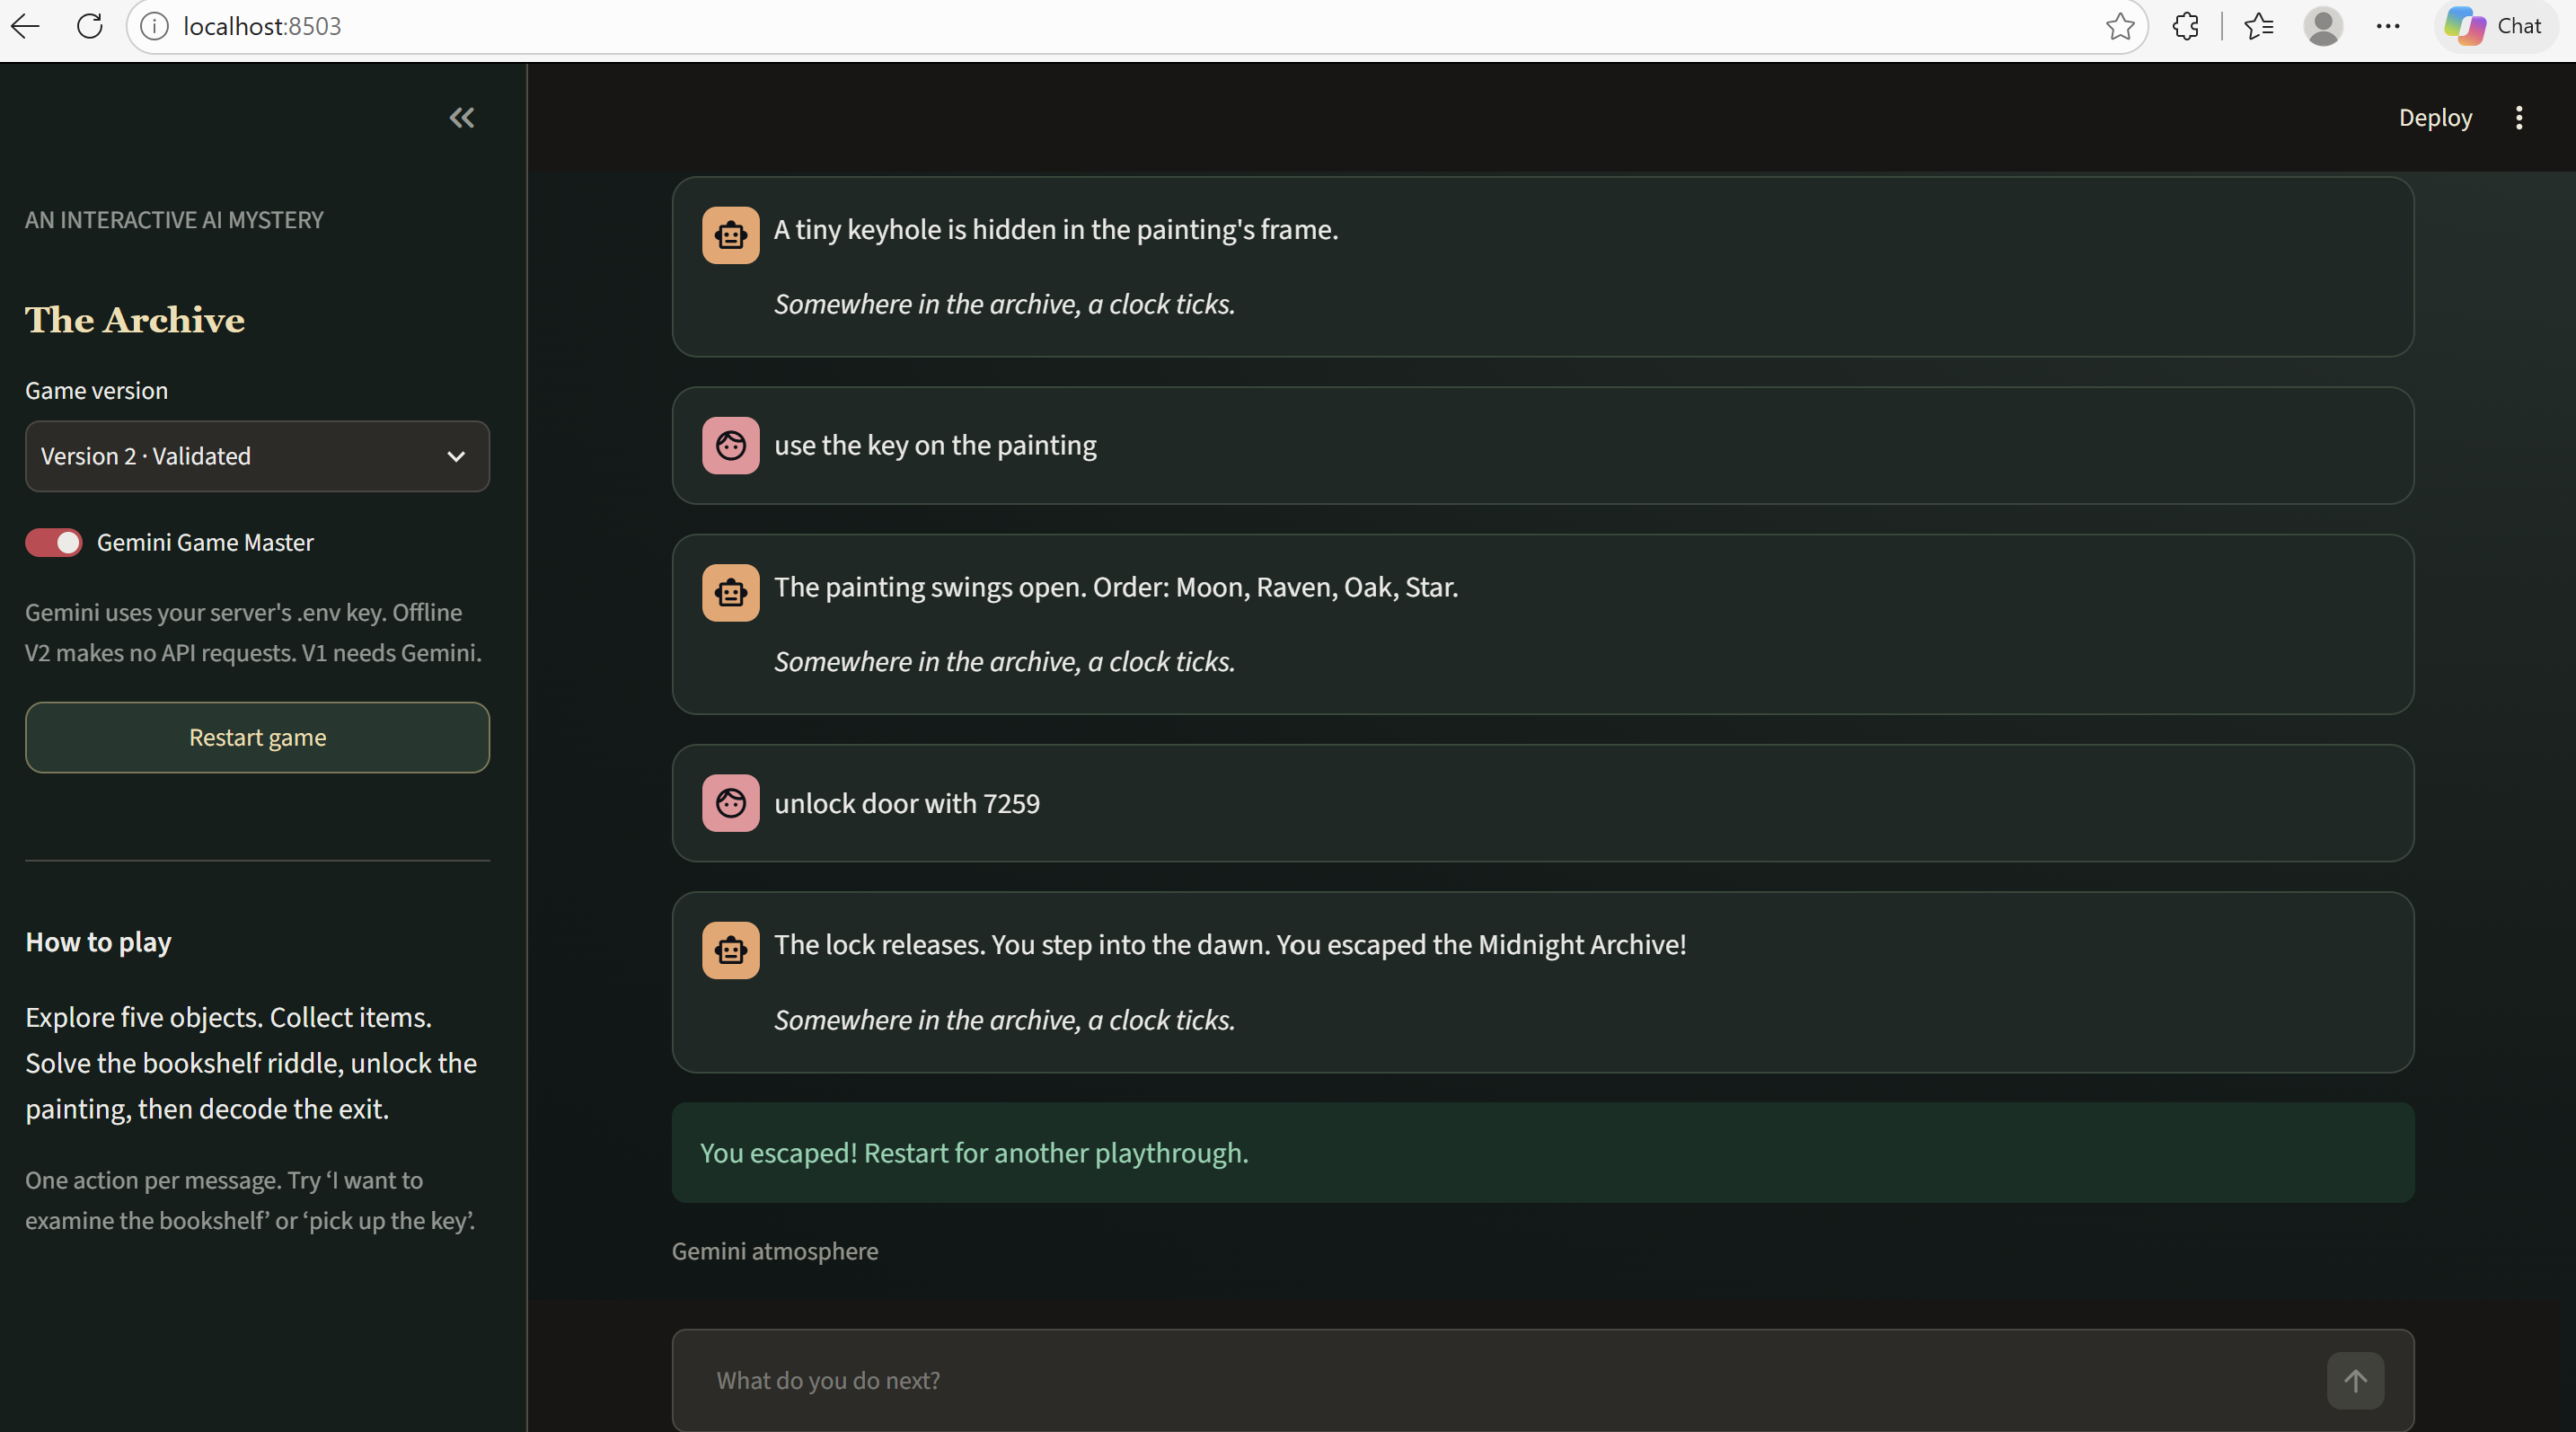 localhost:8503
Chat
Deploy
AN INTERACTIVE AI MYSTERY
The Archive
Game version
Version 2 · Validated
Gemini Game Master
Gemini uses your server's .env key. Offline
V2 makes no API requests. V1 needs Gemini.
Restart game
How to play
Explore five objects. Collect items.
Solve the bookshelf riddle, unlock the
painting, then decode the exit.
One action per message. Try ‘I want to
examine the bookshelf’ or ‘pick up the key’.
A tiny keyhole is hidden in the painting's frame.
Somewhere in the archive, a clock ticks.
use the key on the painting
The painting swings open. Order: Moon, Raven, Oak, Star.
Somewhere in the archive, a clock ticks.
unlock door with 7259
The lock releases. You step into the dawn. You escaped the Midnight Archive!
Somewhere in the archive, a clock ticks.
You escaped! Restart for another playthrough.
Gemini atmosphere
What do you do next?